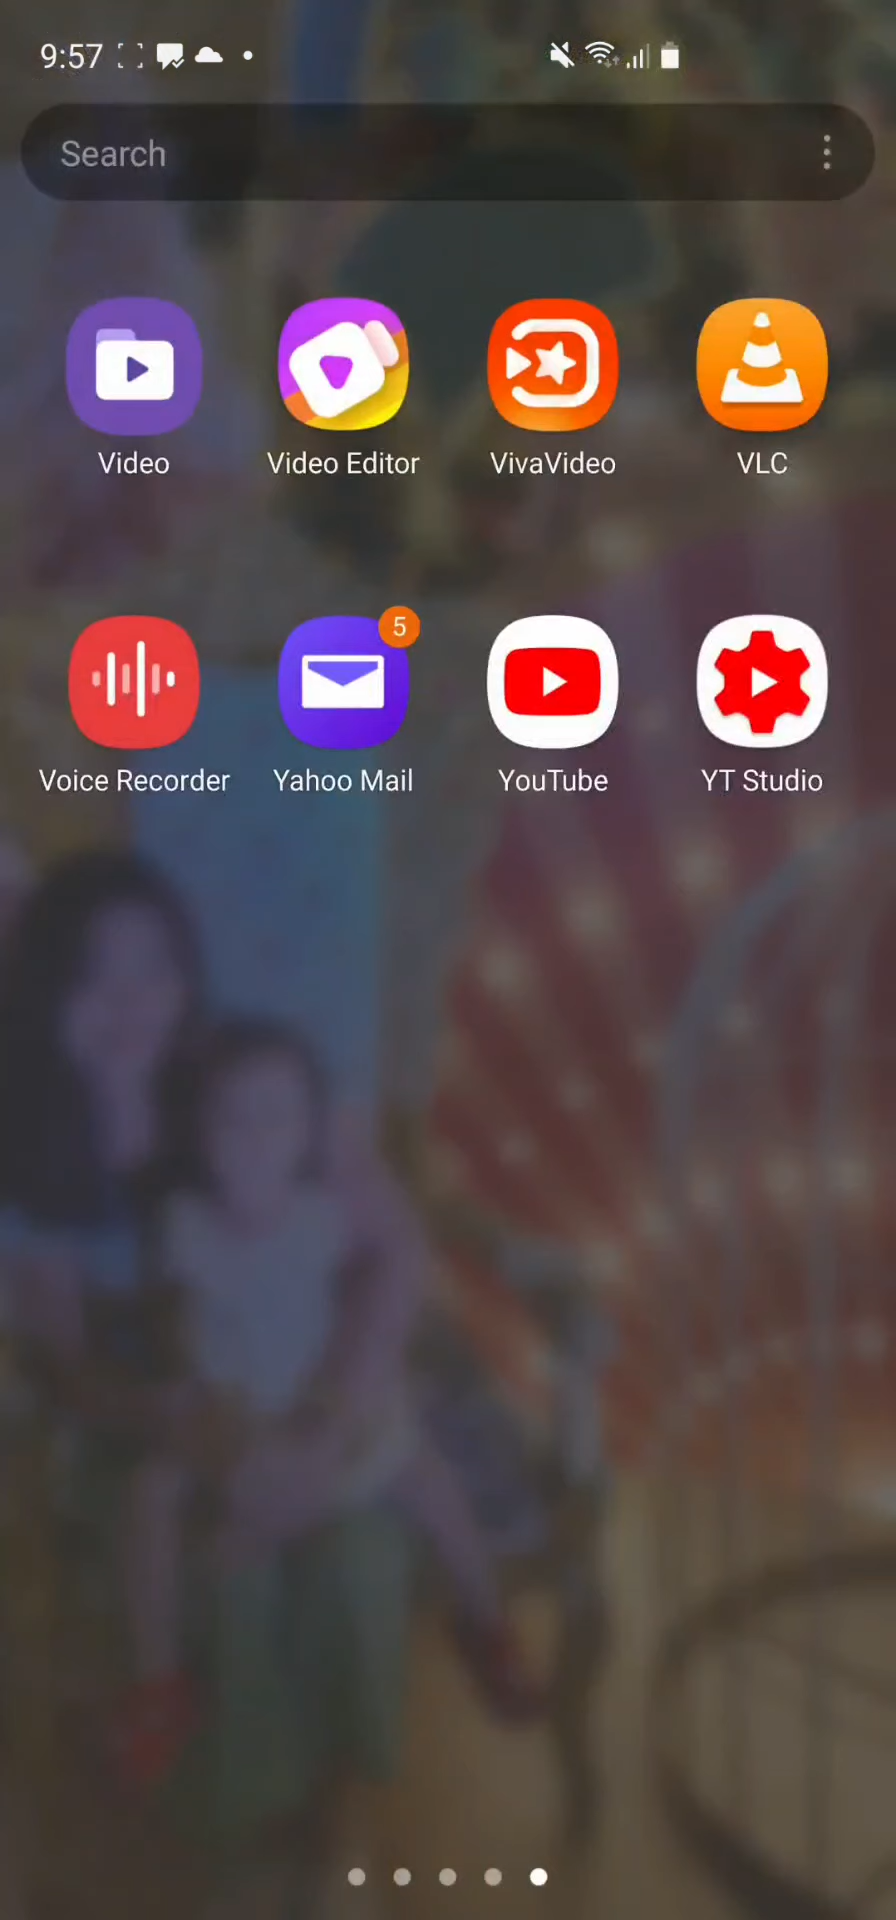 9:57
Search
Video
Video Editor
VivaVideo
VLC
5
Voice Recorder
Yahoo Mail
YouTube
YT Studio